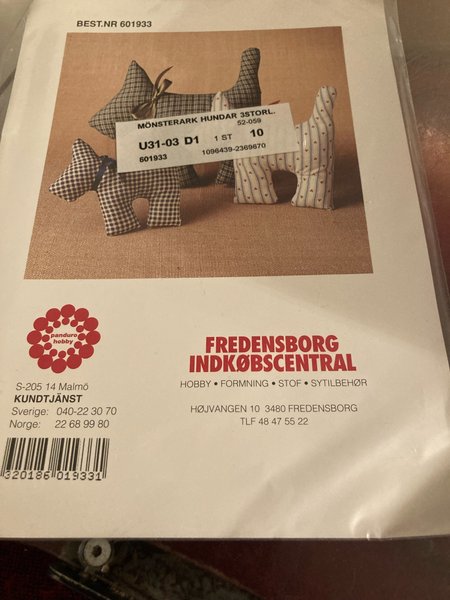 BEST.NR 601933
MÖNSTERARK HUNDAR 3STORL.
52-059
U31-03 D1 1 ST 10
601933 1096439-2369870
panduro
hobby
S-205 14 Malmö
KUNDTJÄNST
Sverige: 040-22 30 70
Norge: 22 68 99 80
320186 019331
FREDENSBORG
INDKØBSCENTRAL
HOBBY • FORMNING • STOF • SYTILBEHØR
HØJVANGEN 10 3480 FREDENSBORG
TLF 48 47 55 22